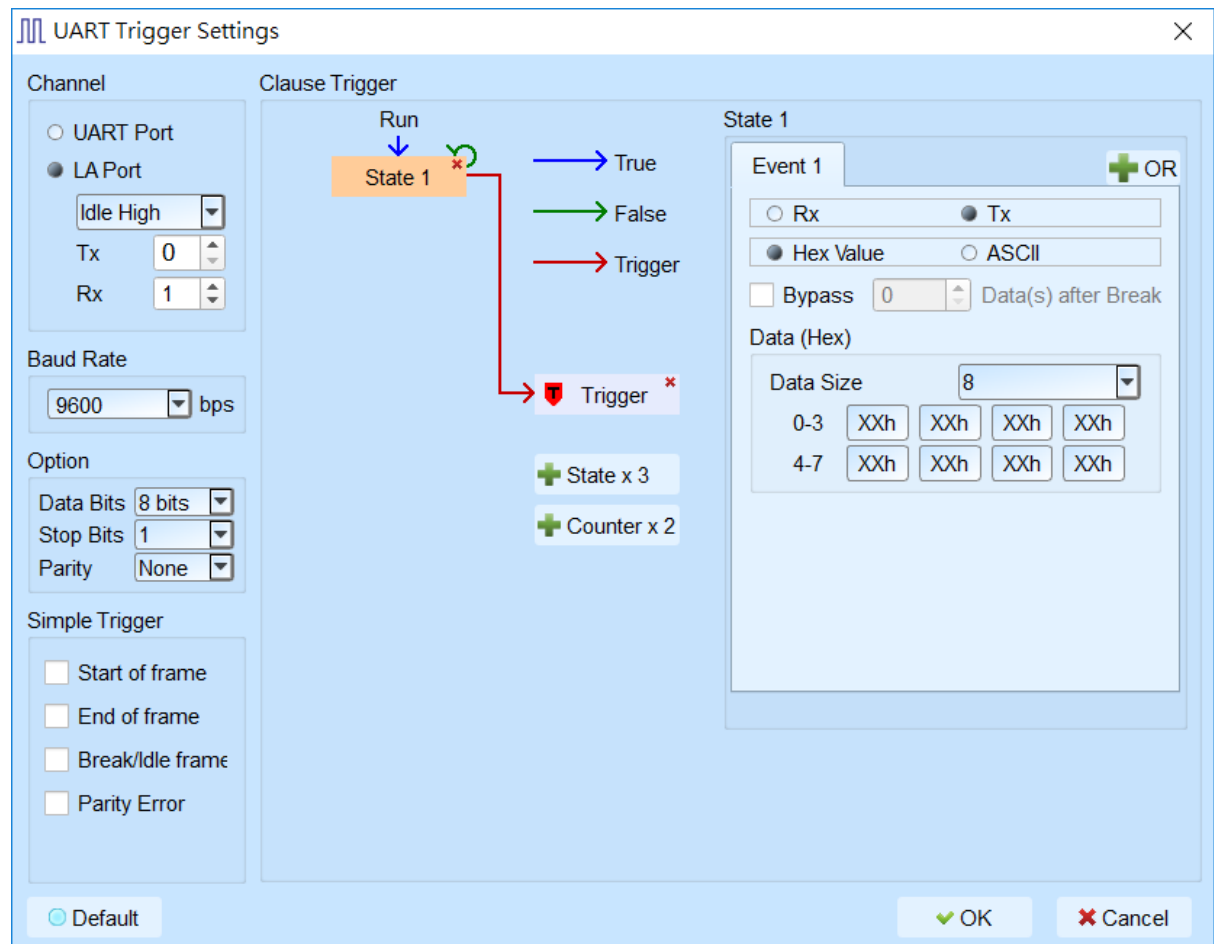 UART Trigger Settings
Channel
UART Port
LA Port
Idle High
Tx 0
Rx 1
Baud Rate
9600 bps
Option
Data Bits 8 bits
Stop Bits 1
Parity None
Simple Trigger
Start of frame
End of frame
Break/Idle frame
Parity Error
Clause Trigger
Run
State 1
True
False
Trigger
T Trigger
State x 3
Counter x 2
State 1
Event 1 OR
Rx Tx
Hex Value ASCII
Bypass 0 Data(s) after Break
Data (Hex)
Data Size 8
0-3 XXh XXh XXh XXh
4-7 XXh XXh XXh XXh
Default OK Cancel